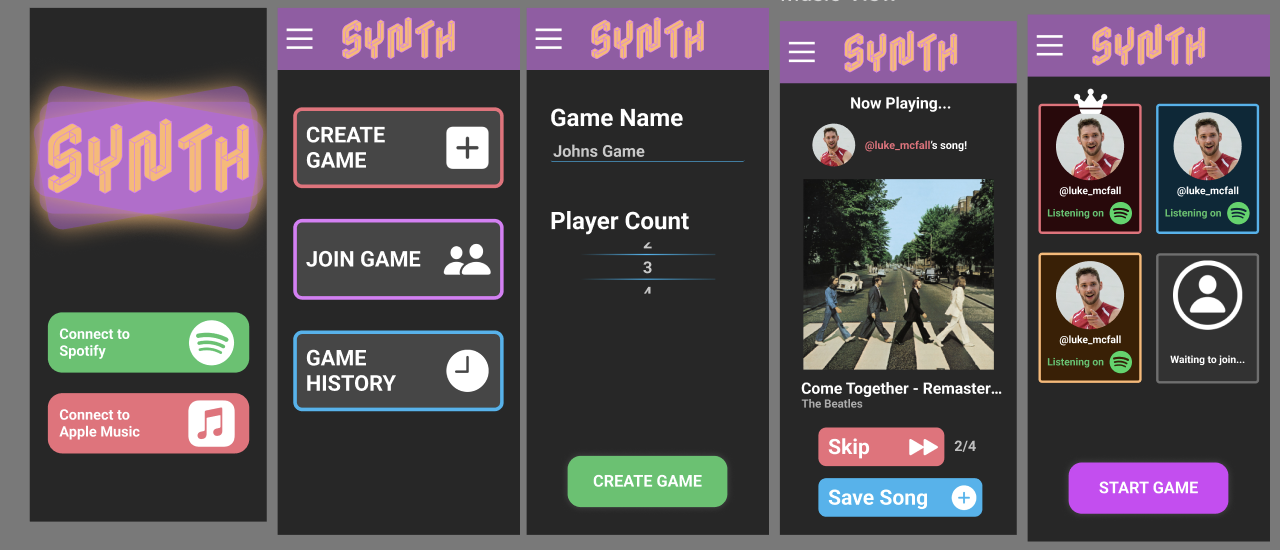 SYNTH
Connect to
Spotify
Connect to
Apple Music
SYNTH
CREATE
GAME
JOIN GAME
GAME
HISTORY
SYNTH
Game Name
Johns Game
Player Count
2
3
4
CREATE GAME
SYNTH
Now Playing...
@luke_mcfall's song!
Come Together - Remaster...
The Beatles
Skip
2/4
Save Song
SYNTH
@luke_mcfall
Listening on
@luke_mcfall
Listening on
@luke_mcfall
Listening on
Waiting to join...
START GAME